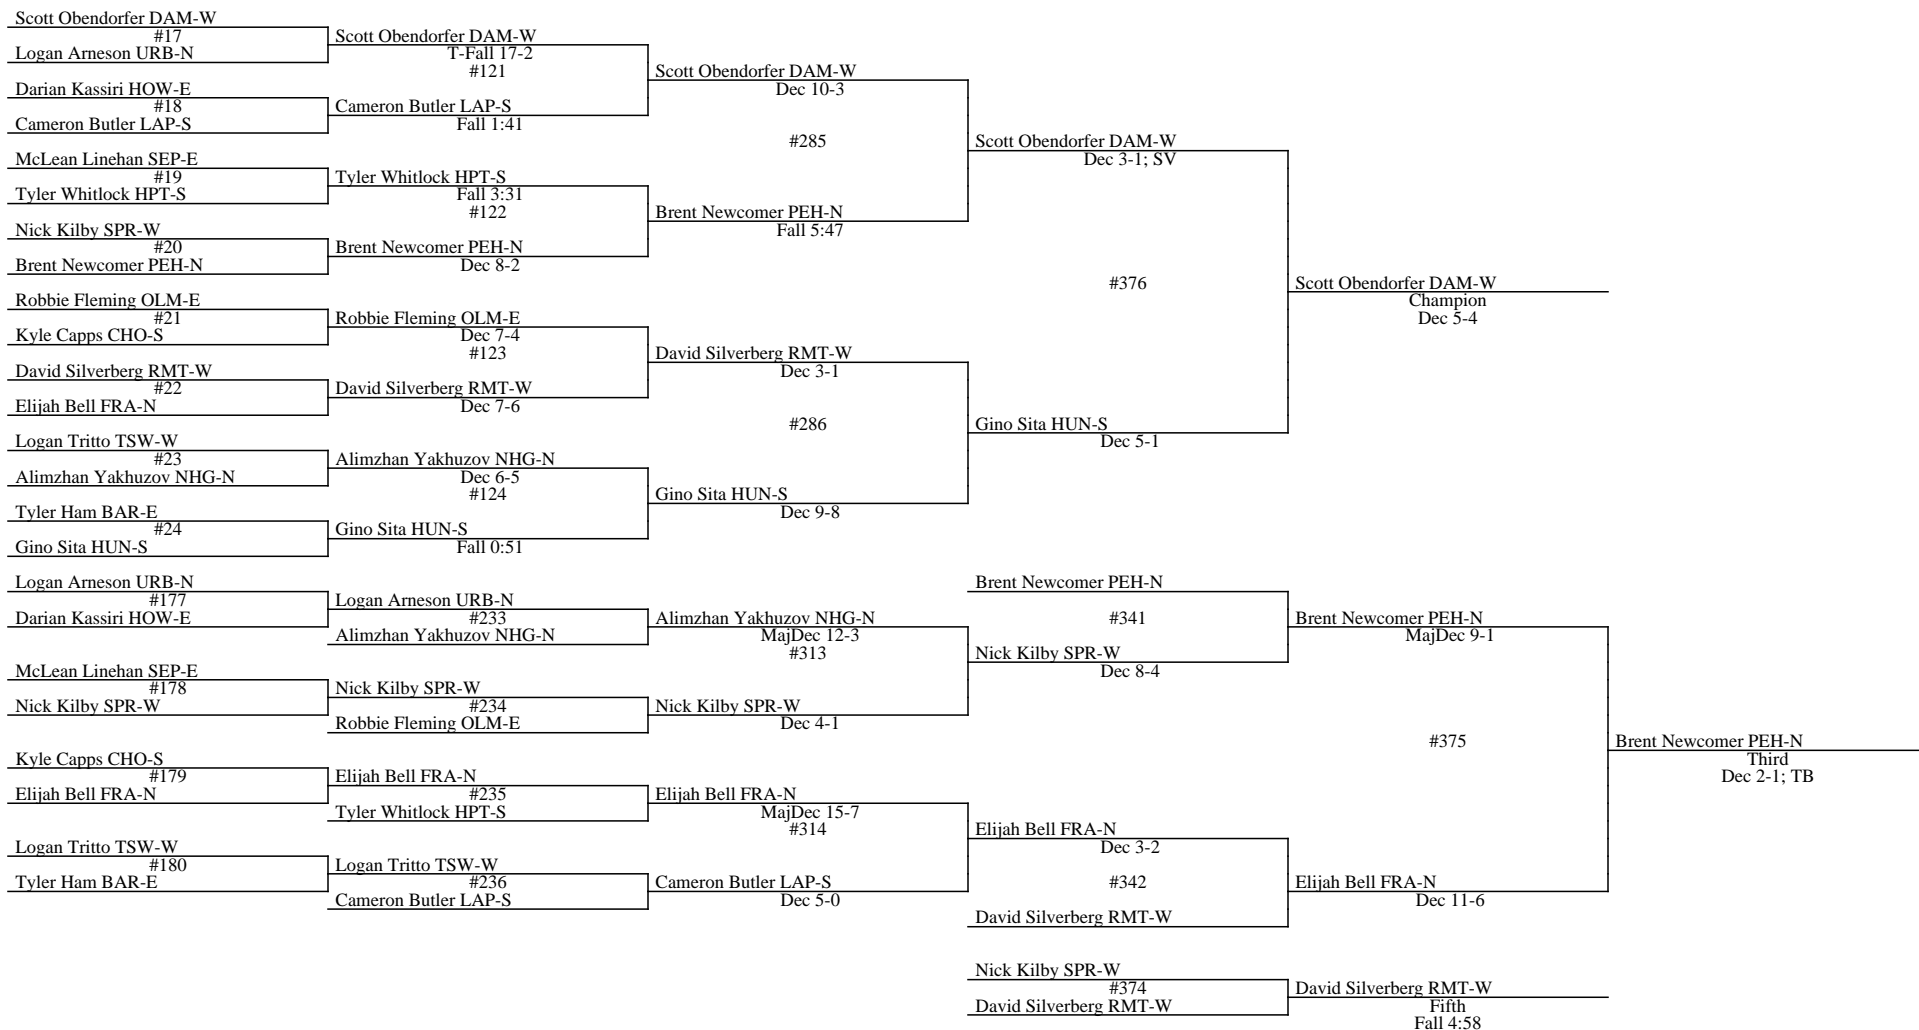 Scott Obendorfer DAM-W
#17
Logan Arneson URB-N
Scott Obendorfer DAM-W
T-Fall 17-2
#121
Darian Kassiri HOW-E
#18
Cameron Butler LAP-S
Cameron Butler LAP-S
Fall 1:41
Scott Obendorfer DAM-W
Dec 10-3
#285
McLean Linehan SEP-E
#19
Tyler Whitlock HPT-S
Tyler Whitlock HPT-S
Fall 3:31
#122
Nick Kilby SPR-W
#20
Brent Newcomer PEH-N
Brent Newcomer PEH-N
Dec 8-2
Brent Newcomer PEH-N
Fall 5:47
Scott Obendorfer DAM-W
Dec 3-1; SV
#376
Robbie Fleming OLM-E
#21
Kyle Capps CHO-S
Robbie Fleming OLM-E
Dec 7-4
#123
David Silverberg RMT-W
#22
Elijah Bell FRA-N
David Silverberg RMT-W
Dec 7-6
David Silverberg RMT-W
Dec 3-1
#286
Logan Tritto TSW-W
#23
Alimzhan Yakhuzov NHG-N
Alimzhan Yakhuzov NHG-N
Dec 6-5
#124
Tyler Ham BAR-E
#24
Gino Sita HUN-S
Gino Sita HUN-S
Fall 0:51
Gino Sita HUN-S
Dec 9-8
Gino Sita HUN-S
Dec 5-1
Scott Obendorfer DAM-W
Champion
Dec 5-4
Logan Arneson URB-N
#177
Darian Kassiri HOW-E
Logan Arneson URB-N
#233
Alimzhan Yakhuzov NHG-N
Alimzhan Yakhuzov NHG-N
MajDec 12-3
#313
McLean Linehan SEP-E
#178
Nick Kilby SPR-W
Nick Kilby SPR-W
#234
Robbie Fleming OLM-E
Nick Kilby SPR-W
Dec 4-1
Brent Newcomer PEH-N
#341
Nick Kilby SPR-W
Dec 8-4
Brent Newcomer PEH-N
MajDec 9-1
#375
Kyle Capps CHO-S
#179
Elijah Bell FRA-N
Elijah Bell FRA-N
#235
Tyler Whitlock HPT-S
Elijah Bell FRA-N
MajDec 15-7
#314
Logan Tritto TSW-W
#180
Tyler Ham BAR-E
Logan Tritto TSW-W
#236
Cameron Butler LAP-S
Cameron Butler LAP-S
Dec 5-0
Elijah Bell FRA-N
Dec 3-2
#342
David Silverberg RMT-W
Elijah Bell FRA-N
Dec 11-6
Brent Newcomer PEH-N
Third
Dec 2-1; TB
Nick Kilby SPR-W
#374
David Silverberg RMT-W
David Silverberg RMT-W
Fifth
Fall 4:58